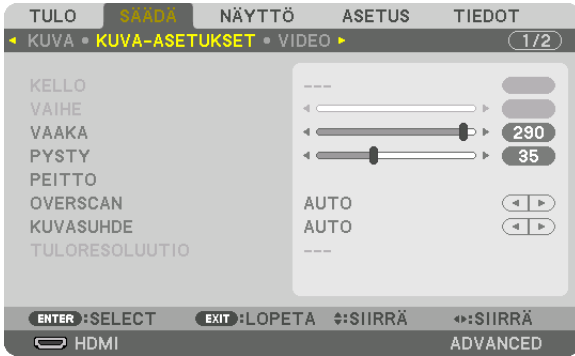 TULO SÄÄDÄ NÄYTTÖ ASETUS TIEDOT
KUVA • KUVA-ASETUKSET • VIDEO 1/2
KELLO ---
VAIHE
VAAKA 290
PYSTY 35
PEITTO
OVERSCAN AUTO
KUVASUHDE AUTO
TULORESOLUUTIO ---
ENTER :SELECT EXIT :LOPETA :SIIRRÄ :SIIRRÄ
HDMI ADVANCED